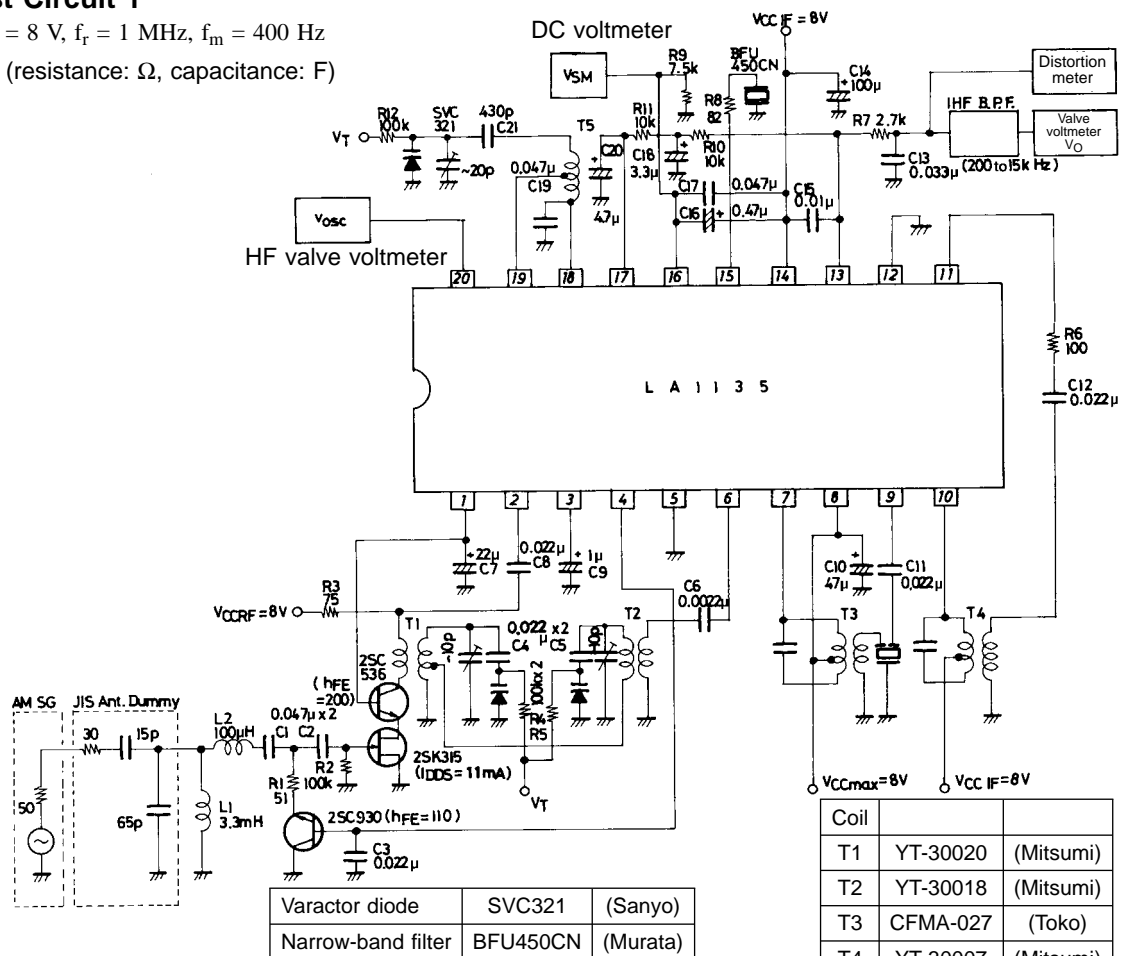 st Circuit 1
= 8 V, fr = 1 MHz, fm = 400 Hz
(resistance: Ω, capacitance: F)
DC voltmeter
VCC IF = 8V
VSM
R9
7.5k
BFU
450CN
C14
100μ
Distortion
meter
R12
100k
SVC
321
430p
C21
R11
10k
R8
82
IHF B.P.F.
Valve
voltmeter
VO
R7 2.7k
VT
~20p
T5
C20
C18
3.3μ
R10
10k
C13
0.033μ
(200 to 15k Hz)
0.047μ
C19
47μ
C17
0.047μ
C15
0.01μ
C16
0.47μ
VOSC
HF valve voltmeter
20
19
18
17
16
15
14
13
12
11
R6
100
LA1135
C12
0.022μ
1
2
3
4
5
6
7
8
9
10
22μ
C7
0.022μ
C8
1μ
C9
C6
0.0022μ
C10
47μ
C11
0.022μ
R3
75
VCCRF = 8V
T1
~10p
0.022
μ x2
C4
C5
~10p
T2
T3
T4
2SC
536
(hFE
=200)
100k x 2
R4
R5
AM SG
JIS Ant. Dummy
L2
100μH
0.047μ x 2
C1
C2
30
15p
R2
100k
2SK315
(IDDS = 11mA)
VT
R1
51
50
65p
L1
3.3mH
2SC930 (hFE = 110)
C3
0.022μ
VCCmax = 8V
VCC IF = 8V
Coil
T1 YT-30020 (Mitsumi)
T2 YT-30018 (Mitsumi)
T3 CFMA-027 (Toko)
Varactor diode SVC321 (Sanyo)
Narrow-band filter BFU450CN (Murata)